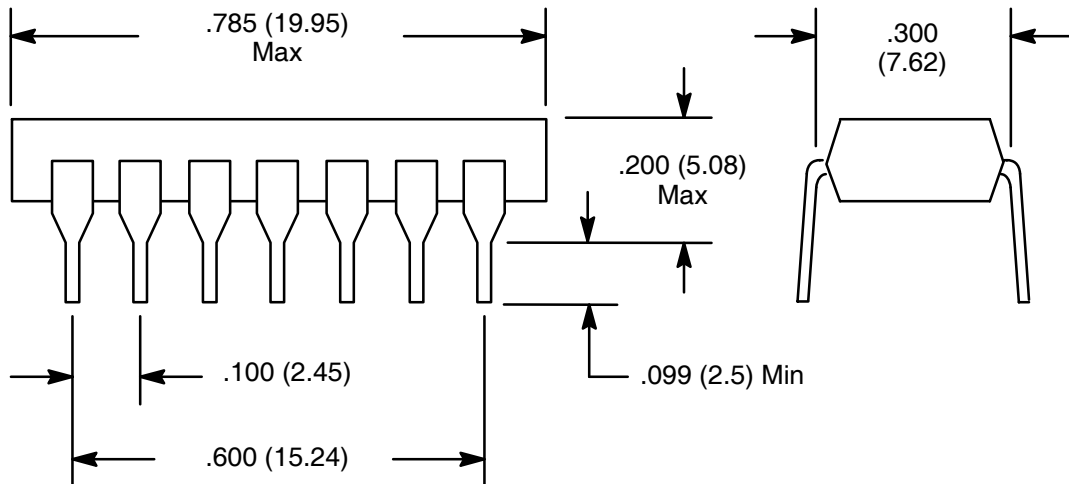 .785 (19.95)
Max
.300
(7.62)
.200 (5.08)
Max
.100 (2.45)
.099 (2.5) Min
.600 (15.24)